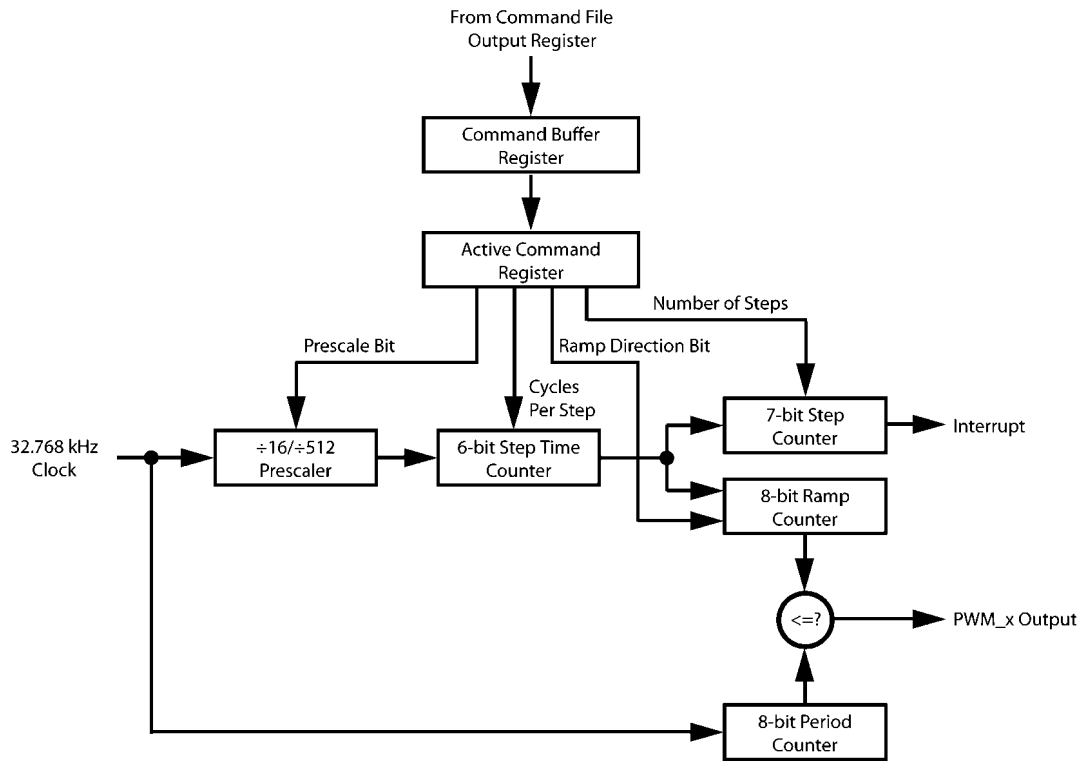 From Command File
Output Register
Command Buffer
Register
Active Command
Register
Number of Steps
Prescale Bit
Ramp Direction Bit
Cycles
Per Step
32.768 kHz
Clock
÷16/÷512
Prescaler
6-bit Step Time
Counter
7-bit Step
Counter
Interrupt
8-bit Ramp
Counter
<=?
PWM_x Output
8-bit Period
Counter